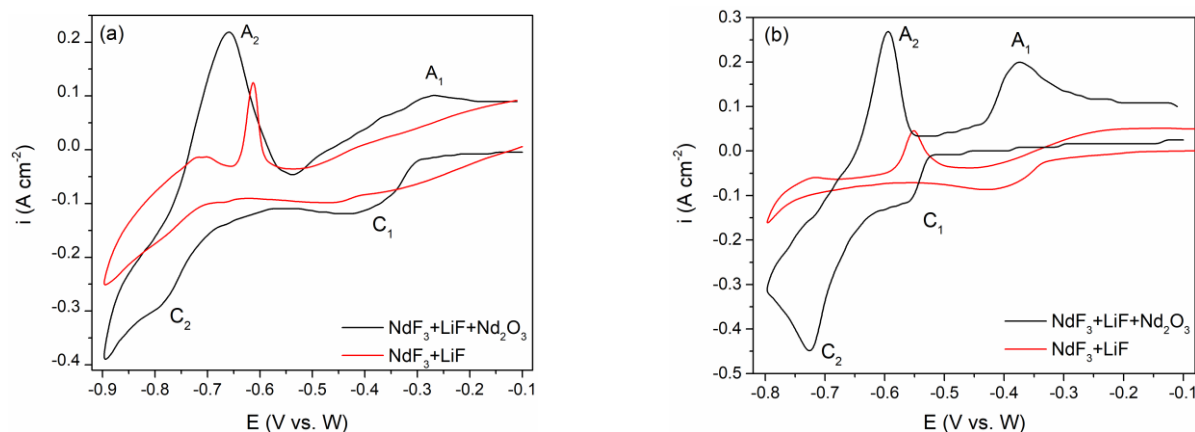 (a)
A₂
A₁
C₁
C₂
i (A cm⁻²)
0.2
0.1
0.0
-0.1
-0.2
-0.3
-0.4
NdF₃+LiF+Nd₂O₃
NdF₃+LiF
-0.9 -0.8 -0.7 -0.6 -0.5 -0.4 -0.3 -0.2 -0.1
E (V vs. W)
(b)
A₂
A₁
C₁
C₂
i (A cm⁻²)
0.3
0.2
0.1
0.0
-0.1
-0.2
-0.3
-0.4
-0.5
NdF₃+LiF+Nd₂O₃
NdF₃+LiF
-0.8 -0.7 -0.6 -0.5 -0.4 -0.3 -0.2 -0.1
E (V vs. W)